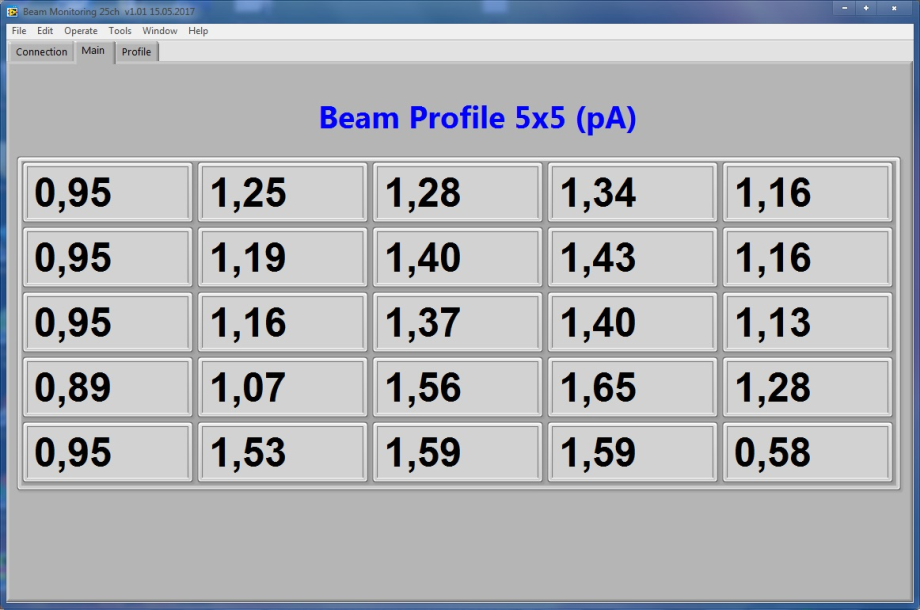 Beam Monitoring 25ch v1.01 15.05.2017
File Edit Operate Tools Window Help
Connection Main Profile
Beam Profile 5x5 (pA)
0,95 1,25 1,28 1,34 1,16
0,95 1,19 1,40 1,43 1,16
0,95 1,16 1,37 1,40 1,13
0,89 1,07 1,56 1,65 1,28
0,95 1,53 1,59 1,59 0,58